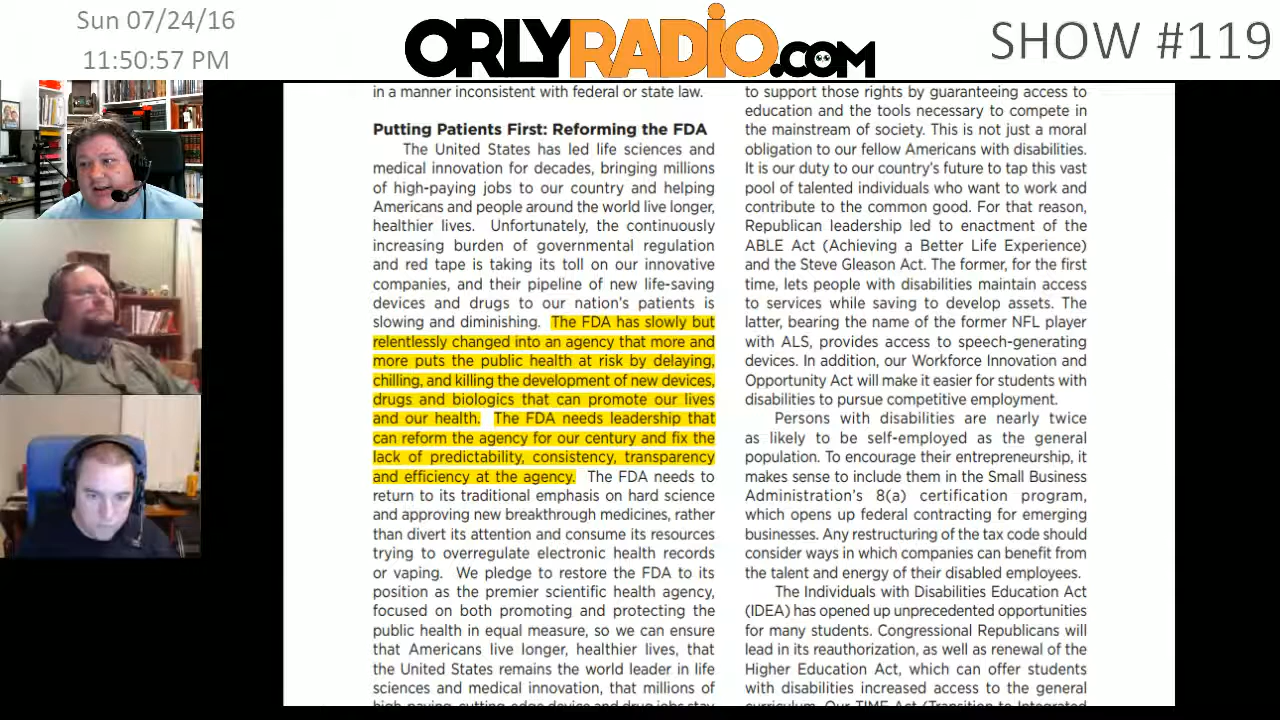 Sun 07/24/16
11:50:57 PM
ORLYRADiO.COM
SHOW #119
in a manner inconsistent with federal or state law.
Putting Patients First: Reforming the FDA
The United States has led life sciences and
medical innovation for decades, bringing millions
of high-paying jobs to our country and helping
Americans and people around the world live longer,
healthier lives. Unfortunately, the continuously
increasing burden of governmental regulation
and red tape is taking its toll on our innovative
companies, and their pipeline of new life-saving
devices and drugs to our nation's patients is
slowing and diminishing. The FDA has slowly but
relentlessly changed into an agency that more and
more puts the public health at risk by delaying,
chilling, and killing the development of new devices,
drugs and biologics that can promote our lives
and our health. The FDA needs leadership that
can reform the agency for our century and fix the
lack of predictability, consistency, transparency
and efficiency at the agency. The FDA needs to
return to its traditional emphasis on hard science
and approving new breakthrough medicines, rather
than divert its attention and consume its resources
trying to overregulate electronic health records
or vaping. We pledge to restore the FDA to its
position as the premier scientific health agency,
focused on both promoting and protecting the
public health in equal measure, so we can ensure
that Americans live longer, healthier lives, that
the United States remains the world leader in life
sciences and medical innovation, that millions of
high-paying, cutting-edge device and drug jobs stay
to support those rights by guaranteeing access to
education and the tools necessary to compete in
the mainstream of society. This is not just a moral
obligation to our fellow Americans with disabilities.
It is our duty to our country's future to tap this vast
pool of talented individuals who want to work and
contribute to the common good. For that reason,
Republican leadership led to enactment of the
ABLE Act (Achieving a Better Life Experience)
and the Steve Gleason Act. The former, for the first
time, lets people with disabilities maintain access
to services while saving to develop assets. The
latter, bearing the name of the former NFL player
with ALS, provides access to speech-generating
devices. In addition, our Workforce Innovation and
Opportunity Act will make it easier for students with
disabilities to pursue competitive employment.
Persons with disabilities are nearly twice
as likely to be self-employed as the general
population. To encourage their entrepreneurship, it
makes sense to include them in the Small Business
Administration's 8(a) certification program,
which opens up federal contracting for emerging
businesses. Any restructuring of the tax code should
consider ways in which companies can benefit from
the talent and energy of their disabled employees.
The Individuals with Disabilities Education Act
(IDEA) has opened up unprecedented opportunities
for many students. Congressional Republicans will
lead in its reauthorization, as well as renewal of the
Higher Education Act, which can offer students
with disabilities increased access to the general
curriculum. Our TIME Act (Transition to Integrated